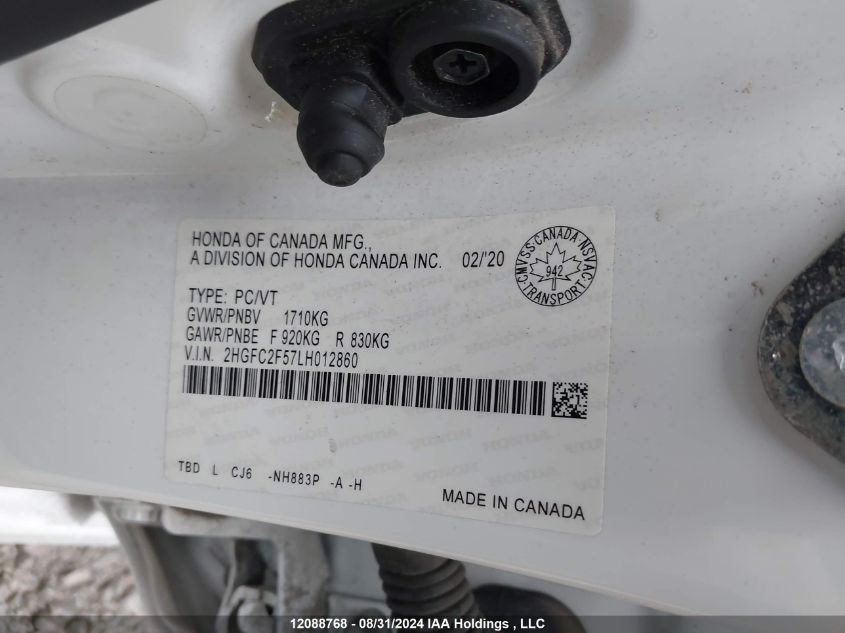 HONDA OF CANADA MFG.,
A DIVISION OF HONDA CANADA INC. 02/'20
CMVSS·CANADA·NSVAC
942
TRANSPORT
TYPE: PC/VT
GVWR/PNBV 1710KG
GAWR/PNBE F 920KG R 830KG
V.I.N. 2HGFC2F57LH012860
TBD L CJ6 -NH883P -A -H
MADE IN CANADA
12088768 - 08/31/2024 IAA Holdings , LLC